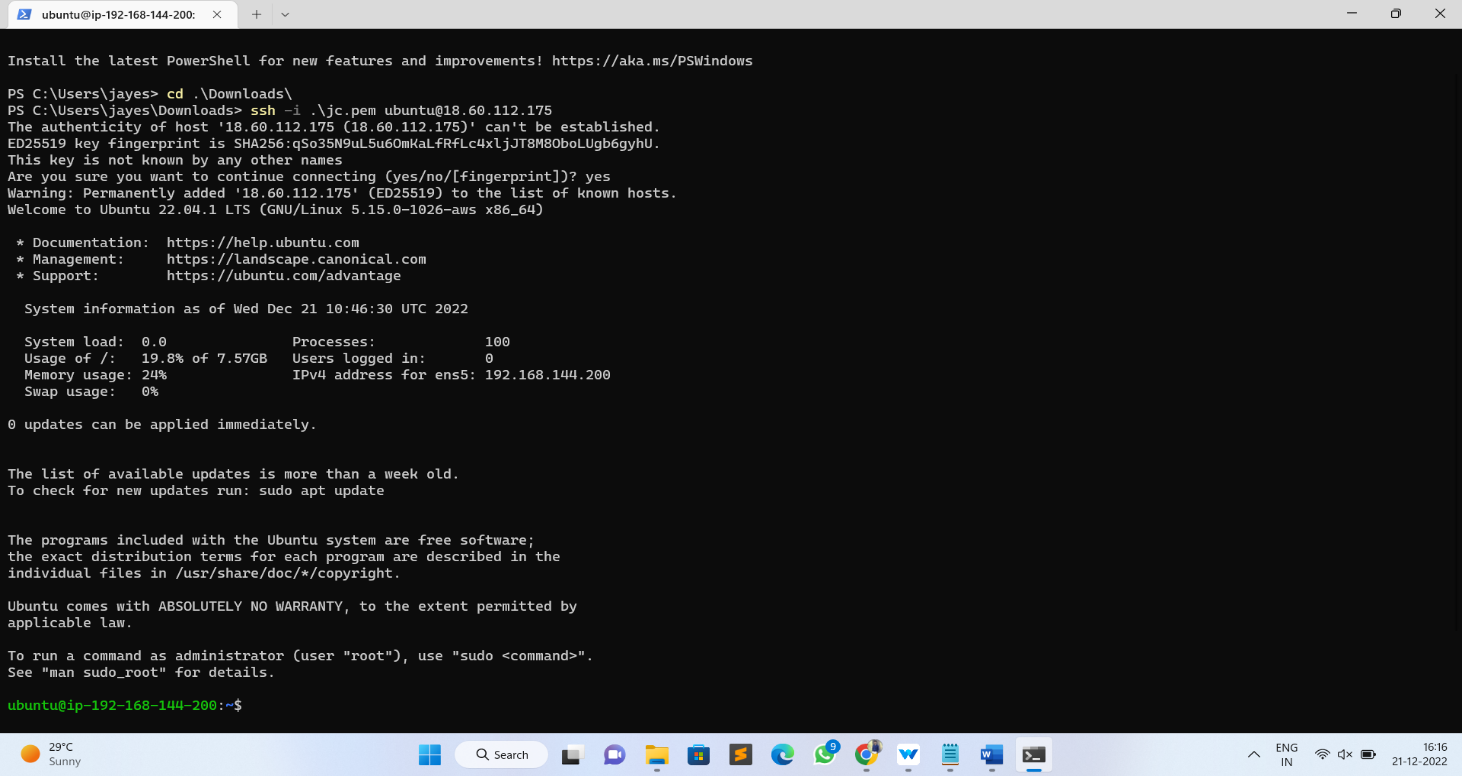 ubuntu@ip-192-168-144-200:
Install the latest PowerShell for new features and improvements! https://aka.ms/PSWindows
PS C:\Users\jayes> cd .\Downloads\
PS C:\Users\jayes\Downloads> ssh -i .\jc.pem ubuntu@18.60.112.175
The authenticity of host '18.60.112.175 (18.60.112.175)' can't be established.
ED25519 key fingerprint is SHA256:qSo35N9uL5u6OmKaLfRfLc4xljJT8M8OboLUgb6gyhU.
This key is not known by any other names
Are you sure you want to continue connecting (yes/no/[fingerprint])? yes
Warning: Permanently added '18.60.112.175' (ED25519) to the list of known hosts.
Welcome to Ubuntu 22.04.1 LTS (GNU/Linux 5.15.0-1026-aws x86_64)
* Documentation:  https://help.ubuntu.com
* Management:     https://landscape.canonical.com
* Support:        https://ubuntu.com/advantage
System information as of Wed Dec 21 10:46:30 UTC 2022
System load:  0.0               Processes:             100
Usage of /:   19.8% of 7.57GB   Users logged in:       0
Memory usage: 24%               IPv4 address for ens5: 192.168.144.200
Swap usage:   0%
0 updates can be applied immediately.
The list of available updates is more than a week old.
To check for new updates run: sudo apt update
The programs included with the Ubuntu system are free software;
the exact distribution terms for each program are described in the
individual files in /usr/share/doc/*/copyright.
Ubuntu comes with ABSOLUTELY NO WARRANTY, to the extent permitted by
applicable law.
To run a command as administrator (user "root"), use "sudo <command>".
See "man sudo_root" for details.
ubuntu@ip-192-168-144-200:~$
29°C
Sunny
Search
9
ENG
IN
16:16
21-12-2022